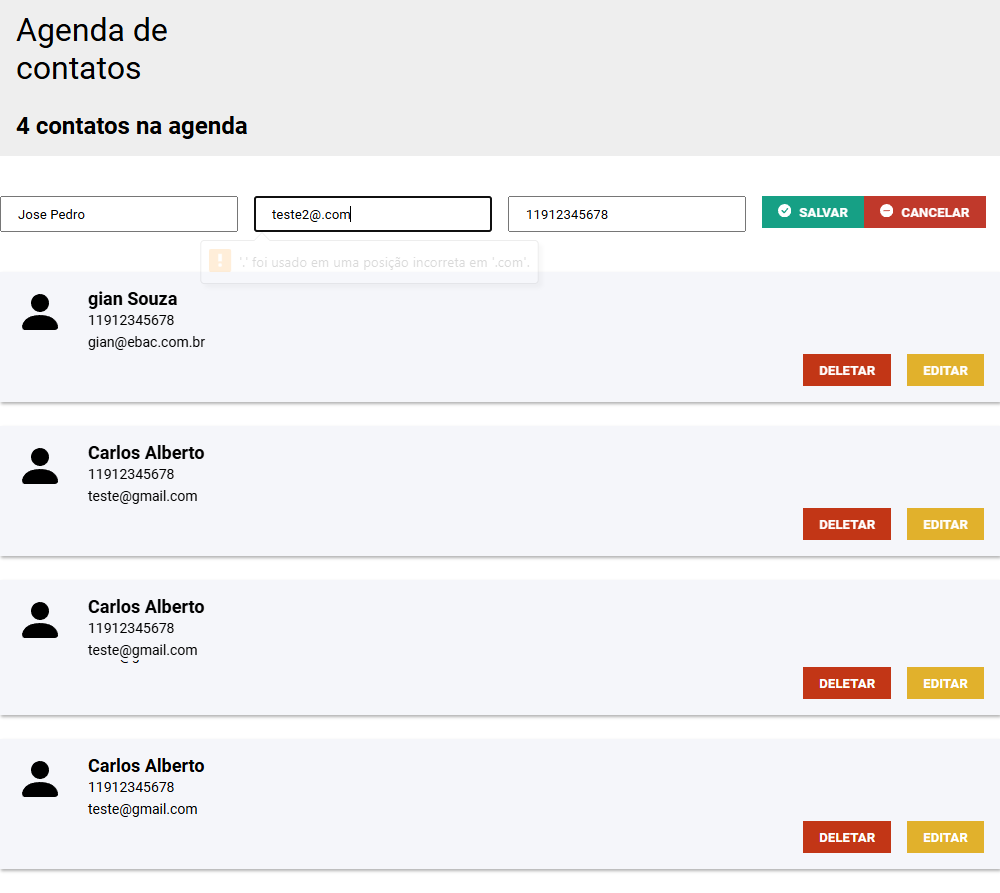 Agenda de
contatos
4 contatos na agenda
Jose Pedro
teste2@.com
11912345678
SALVAR
CANCELAR
'.' foi usado em uma posição incorreta em '.com'.
gian Souza
11912345678
gian@ebac.com.br
DELETAR
EDITAR
Carlos Alberto
11912345678
teste@gmail.com
DELETAR
EDITAR
Carlos Alberto
11912345678
teste@gmail.com
DELETAR
EDITAR
Carlos Alberto
11912345678
teste@gmail.com
DELETAR
EDITAR